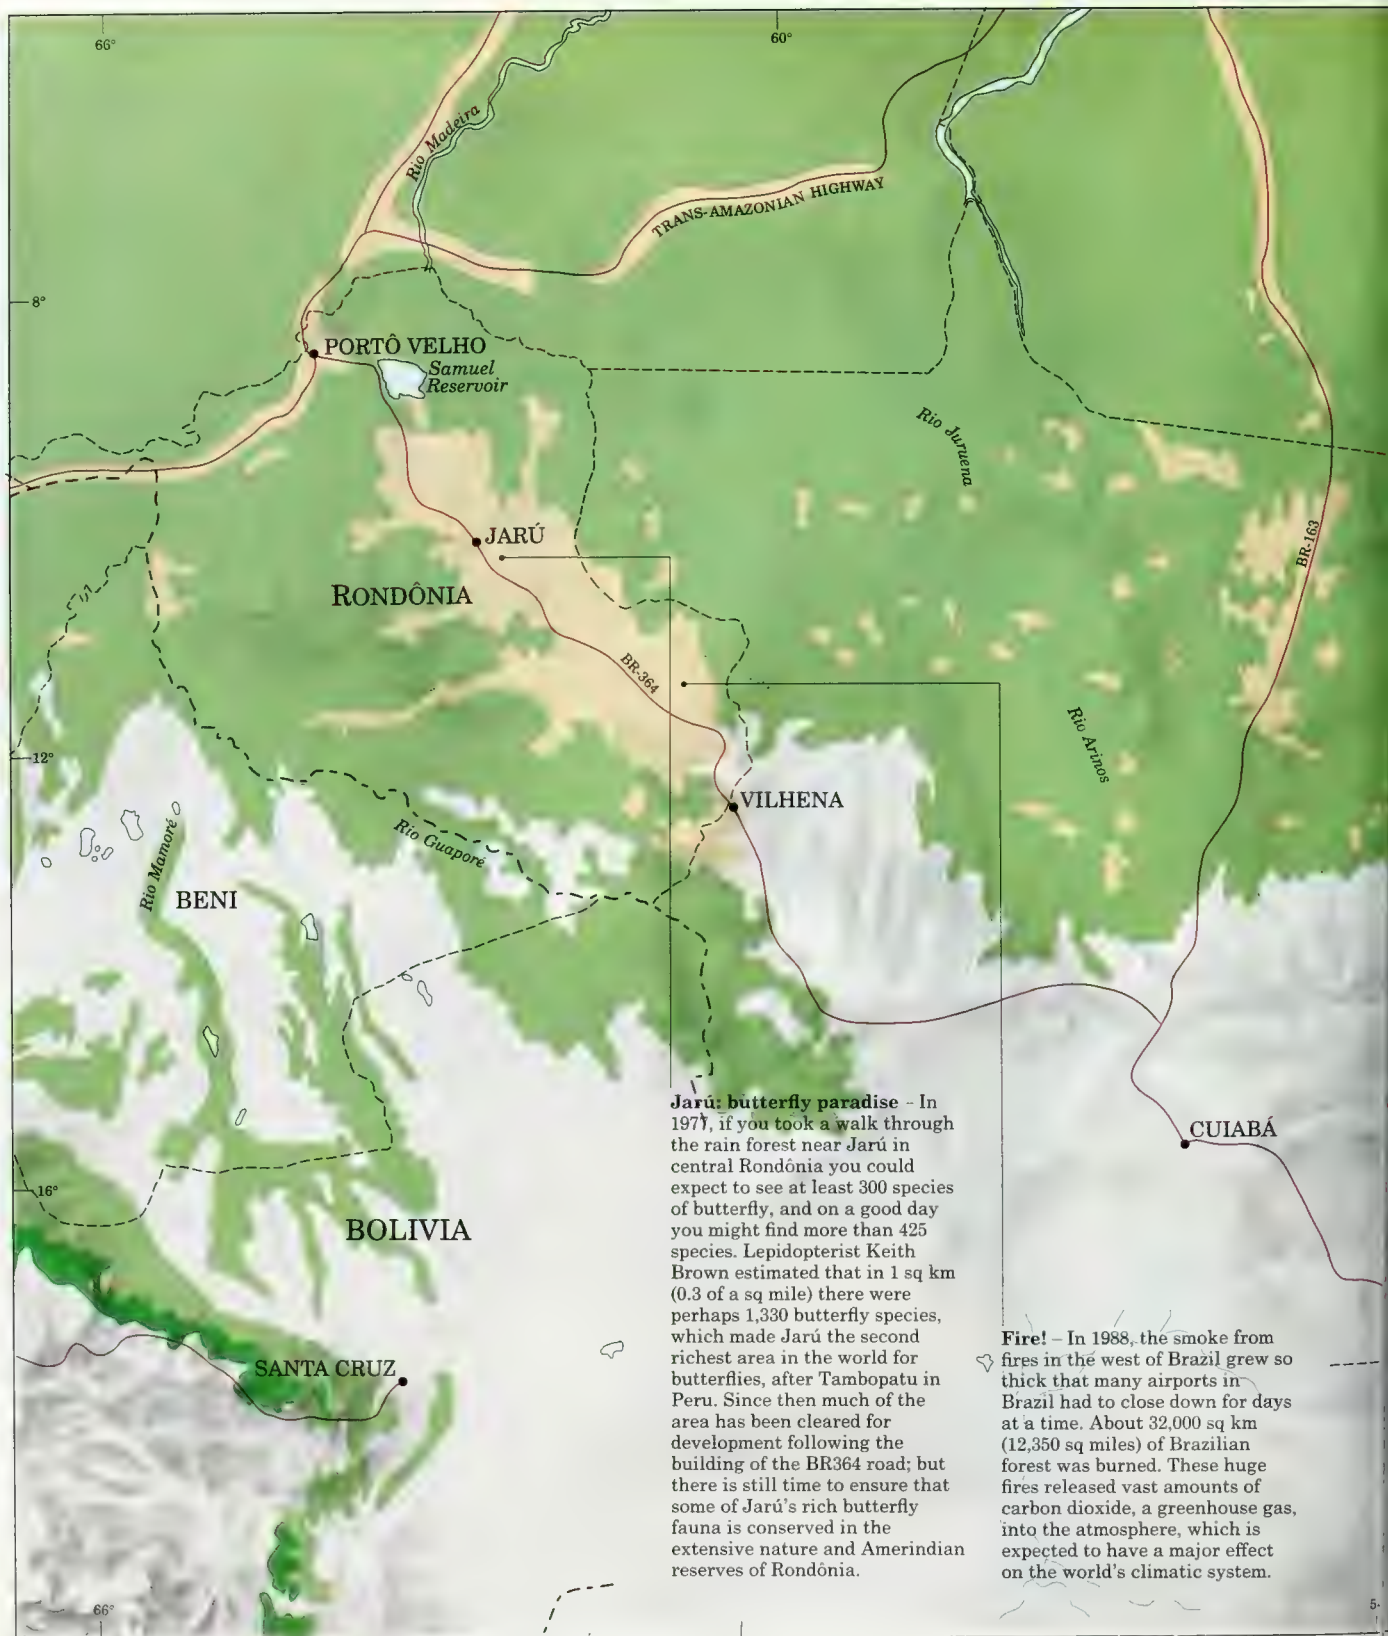 66°
60°
Rio Madeira
TRANS-AMAZONIAN HIGHWAY
8°
PORTÔ VELHO
Samuel
Reservoir
Rio Juruena
JARÚ
BR-163
RONDÔNIA
BR-364
Rio Arinos
12°
VILHENA
Rio Guaporé
Rio Mamoré
BENI
CUIABÁ
16°
BOLIVIA
SANTA CRUZ
Jarú: butterfly paradise – In
1977, if you took a walk through
the rain forest near Jarú in
central Rondônia you could
expect to see at least 300 species
of butterfly, and on a good day
you might find more than 425
species. Lepidopterist Keith
Brown estimated that in 1 sq km
(0.3 of a sq mile) there were
perhaps 1,330 butterfly species,
which made Jarú the second
richest area in the world for
butterflies, after Tambopatu in
Peru. Since then much of the
area has been cleared for
development following the
building of the BR364 road; but
there is still time to ensure that
some of Jarú's rich butterfly
fauna is conserved in the
extensive nature and Amerindian
reserves of Rondônia.
Fire! – In 1988, the smoke from
fires in the west of Brazil grew so
thick that many airports in
Brazil had to close down for days
at a time. About 32,000 sq km
(12,350 sq miles) of Brazilian
forest was burned. These huge
fires released vast amounts of
carbon dioxide, a greenhouse gas,
into the atmosphere, which is
expected to have a major effect
on the world's climatic system.
66°